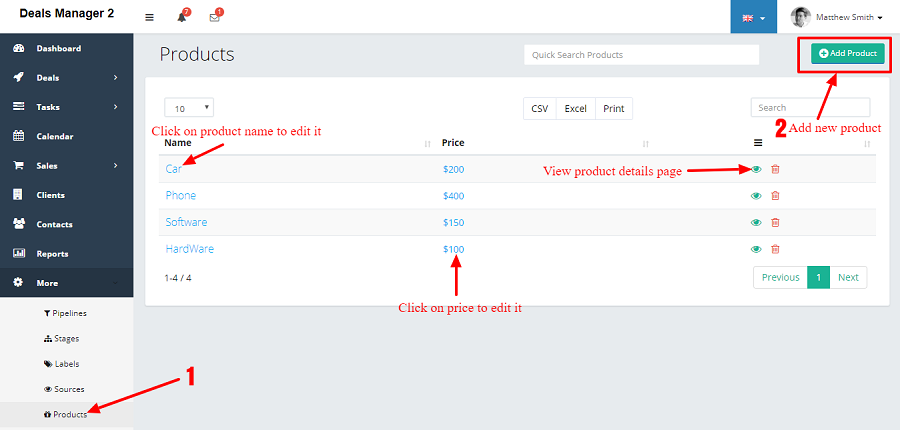 Deals Manager 2
7
1
Matthew Smith
Dashboard
Deals
Tasks
Calendar
Sales
Clients
Contacts
Reports
More
Pipelines
Stages
Labels
Sources
Products
1
Products
Quick Search Products
Add Product
10
CSV Excel Print
Search
Click on product name to edit it
2 Add new product
Name Price
Car $200
View product details page
Phone $400
Software $150
HardWare $100
1-4 / 4
Previous 1 Next
Click on price to edit it